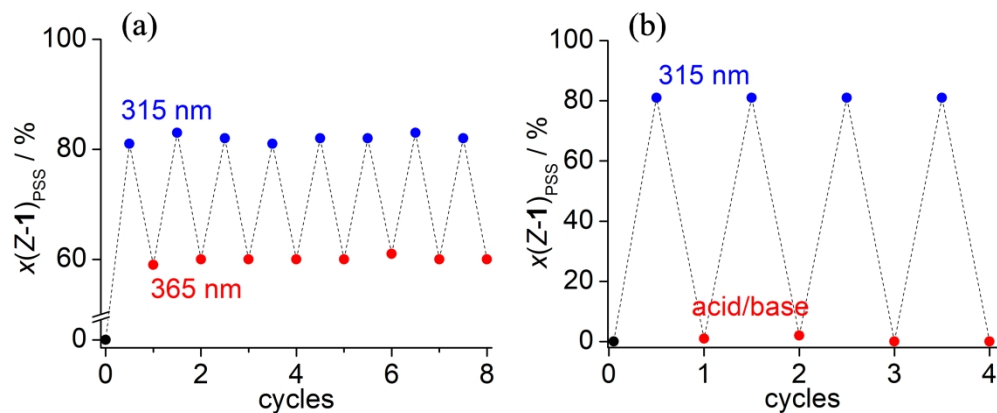 (a)
100
80
60
0
x(Z-1)PSS / %
315 nm
365 nm
0 2 4 6 8
cycles
(b)
100
80
60
40
20
0
x(Z-1)PSS / %
315 nm
acid/base
0 1 2 3 4
cycles